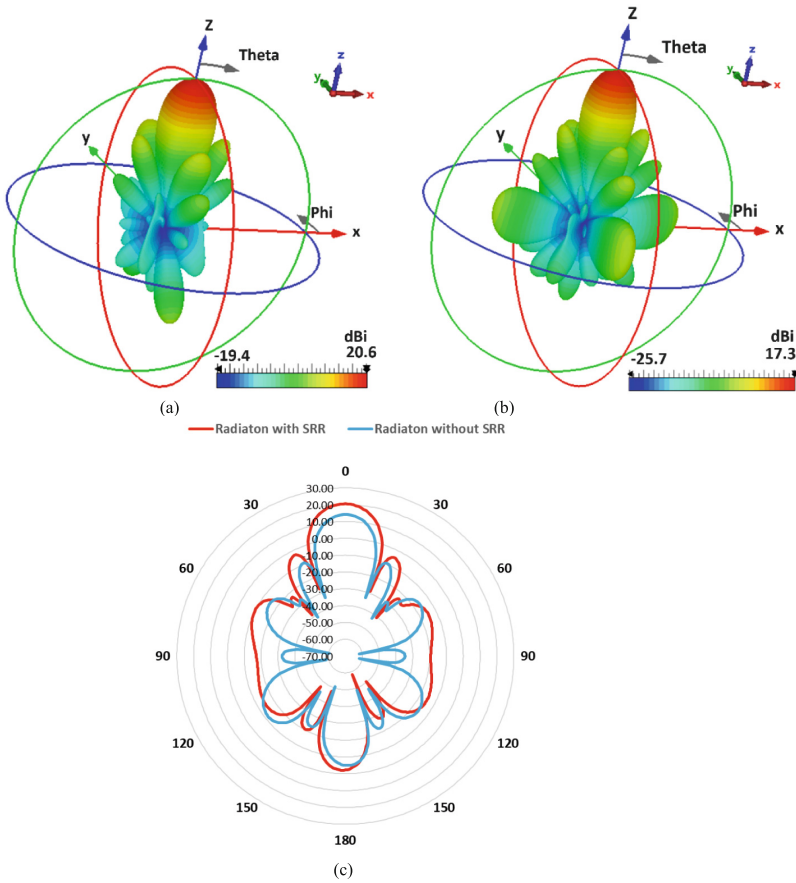 Z
Theta
z
y
x
y
Phi
x
dBi
-19.4 20.6
(a)
Z
Theta
z
y
x
y
Phi
x
dBi
-25.7 17.3
(b)
Radiaton with SRR Radiaton without SRR
0
30 30.00 30
20.00
10.00
0.00
60 -10.00 60
-20.00
-30.00
-40.00
-50.00
-60.00
90 -70.00 90
120 120
150 150
180
(c)